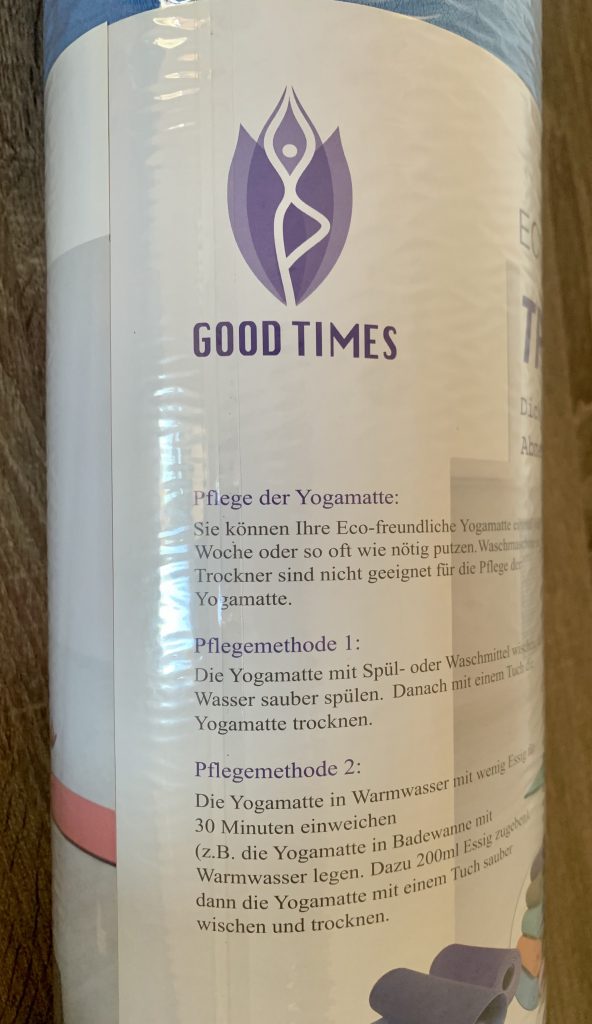 GOOD TIMES
Pflege der Yogamatte:
Sie können Ihre Eco-freundliche Yogamatte
Woche oder so oft wie nötig putzen.
Trockner sind nicht geeignet für die Pflege der
Yogamatte.
Pflegemethode 1:
Die Yogamatte mit Spül- oder Waschmittel
Wasser sauber spülen. Danach mit einem Tuch die
Yogamatte trocknen.
Pflegemethode 2:
Die Yogamatte in Warmwasser mit wenig Essig für
30 Minuten einweichen
(z.B. die Yogamatte in Badewanne mit
Warmwasser legen. Dazu 200ml Essig
dann die Yogamatte mit einem Tuch sauber
wischen und trocknen.